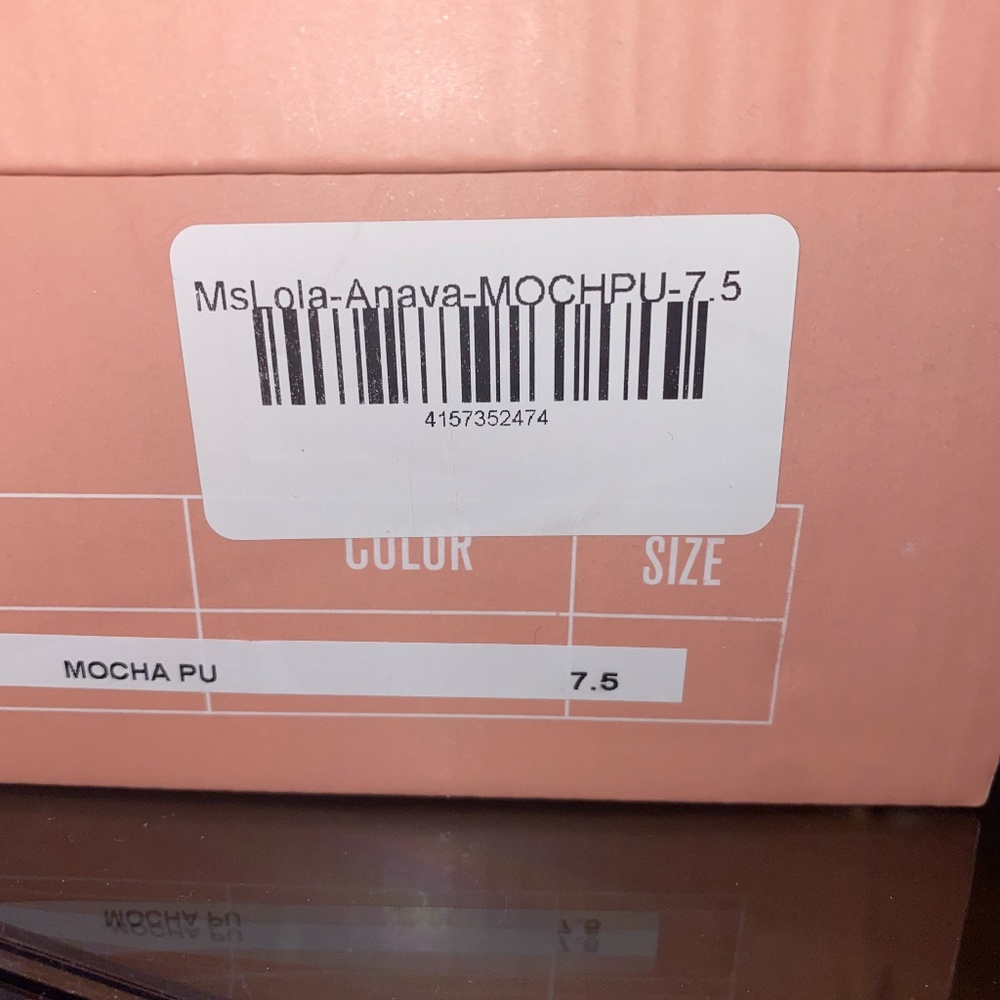 MsLola-Anava-MOCHPU-7.5
4157352474
COLOR
SIZE
MOCHA PU
7.5